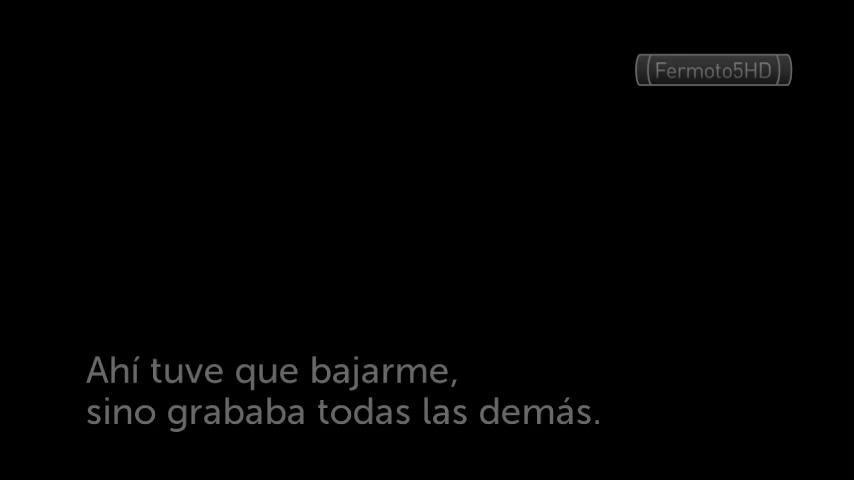 Fermoto5HD
Ahí tuve que bajarme,
sino grababa todas las demás.